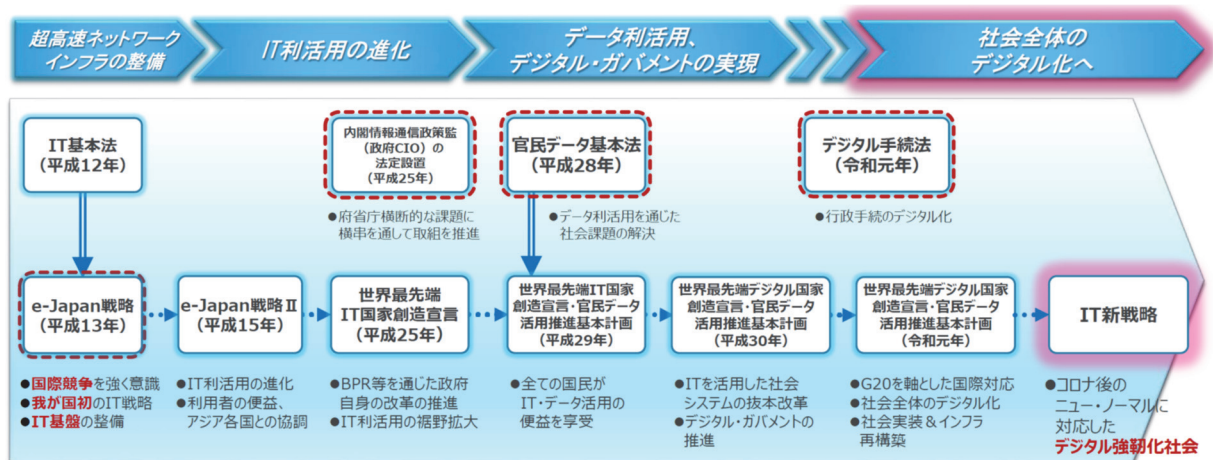 超高速ネットワーク
インフラの整備
IT利活用の進化
データ利活用、
デジタル・ガバメントの実現
社会全体の
デジタル化へ
IT基本法
(平成12年)
内閣情報通信政策監
(政府CIO)の
法定設置
(平成25年)
●府省庁横断的な課題に
横串を通して取組を推進
官民データ基本法
(平成28年)
●データ利活用を通じた
社会課題の解決
デジタル手続法
(令和元年)
●行政手続のデジタル化
e-Japan戦略
(平成13年)
●国際競争を強く意識
●我が国初のIT戦略
●IT基盤の整備
e-Japan戦略Ⅱ
(平成15年)
●IT利活用の進化
●利用者の便益、
アジア各国との協調
世界最先端
IT国家創造宣言
(平成25年)
●BPR等を通じた政府
自身の改革の推進
●IT利活用の裾野拡大
世界最先端IT国家
創造宣言・官民データ
活用推進基本計画
(平成29年)
●全ての国民が
IT・データ活用の
便益を享受
世界最先端デジタル国家
創造宣言・官民データ
活用推進基本計画
(平成30年)
●ITを活用した社会
システムの抜本改革
●デジタル・ガバメントの
推進
世界最先端デジタル国家
創造宣言・官民データ
活用推進基本計画
(令和元年)
●G20を軸とした国際対応
●社会全体のデジタル化
●社会実装&インフラ
再構築
IT新戦略
●コロナ後の
ニュー・ノーマルに
対応した
デジタル強靭化社会